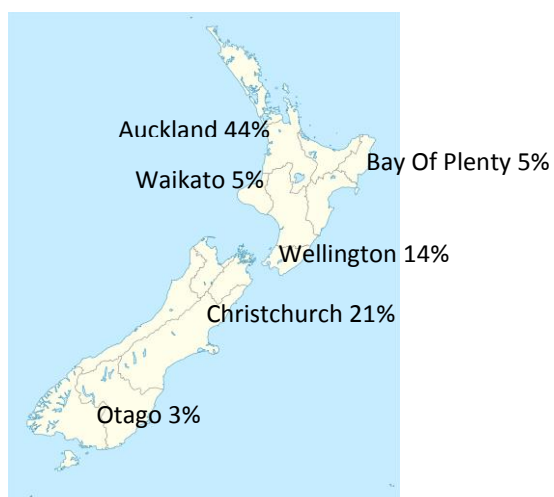 Auckland 44%
Bay Of Plenty 5%
Waikato 5%
Wellington 14%
Christchurch 21%
Otago 3%